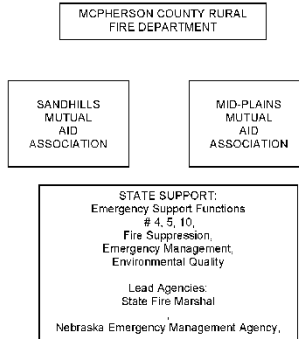 MCPHERSON COUNTY RURAL
FIRE DEPARTMENT
SANDHILLS
MUTUAL
AID
ASSOCIATION
MID-PLAINS
MUTUAL
AID
ASSOCIATION
STATE SUPPORT:
Emergency Support Functions
# 4, 5, 10,
Fire Suppression,
Emergency Management,
Environmental Quality
Lead Agencies:
State Fire Marshal
,
Nebraska Emergency Management Agency,